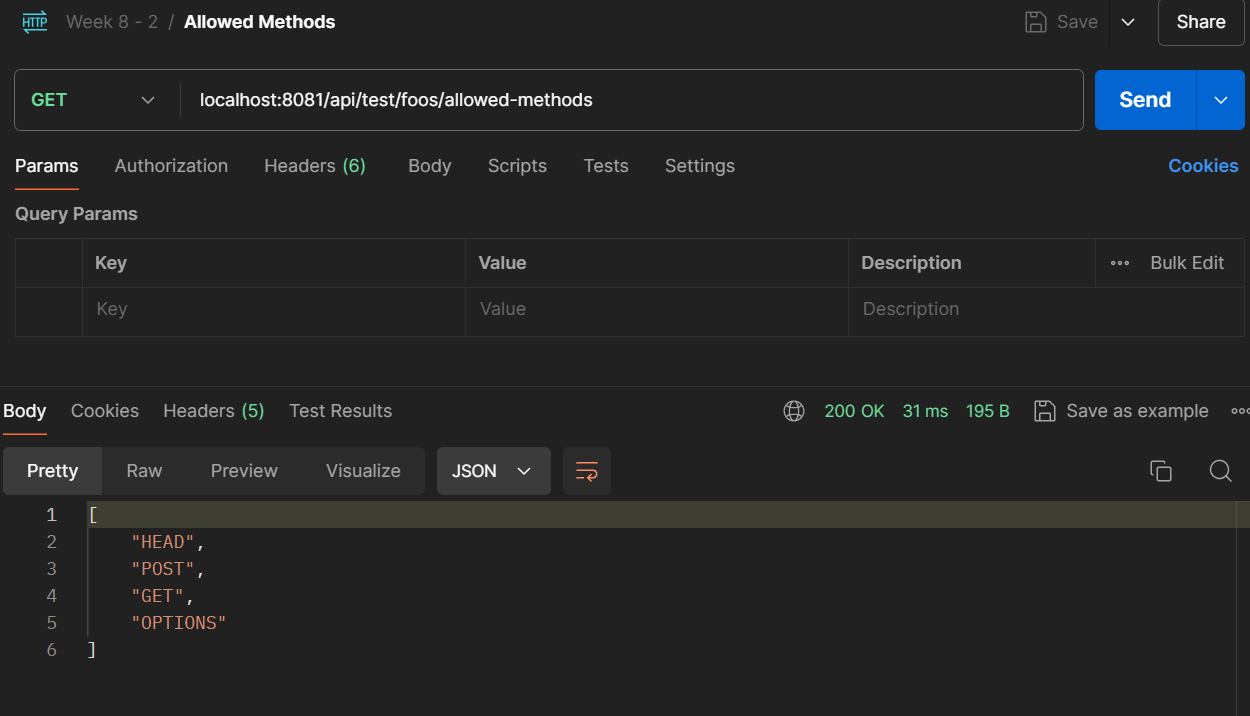 HTTP Week 8 - 2 / Allowed Methods Save Share
GET localhost:8081/api/test/foos/allowed-methods Send
Params Authorization Headers (6) Body Scripts Tests Settings Cookies
Query Params
Key Value Description Bulk Edit
Key Value Description
Body Cookies Headers (5) Test Results 200 OK 31 ms 195 B Save as example
Pretty Raw Preview Visualize JSON
1 [
2 "HEAD",
3 "POST",
4 "GET",
5 "OPTIONS"
6 ]